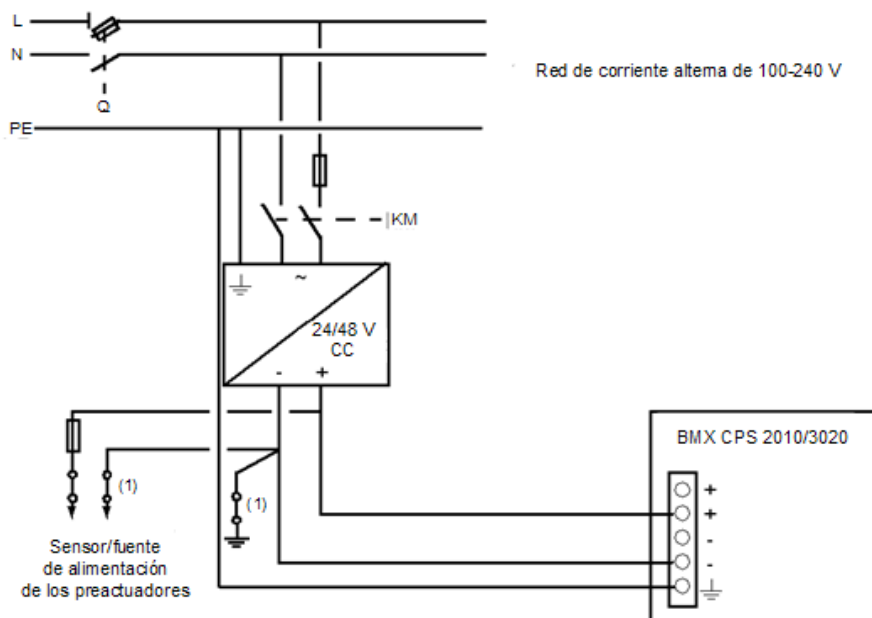 L
N
Red de corriente altema de 100-240 V
Q
PE
|KM
~
24/48 V
CC
- +
BMX CPS 2010/3020
+
+
-
-
(1)
(1)
Sensor/fuente
de alimentación
de los preactuadores